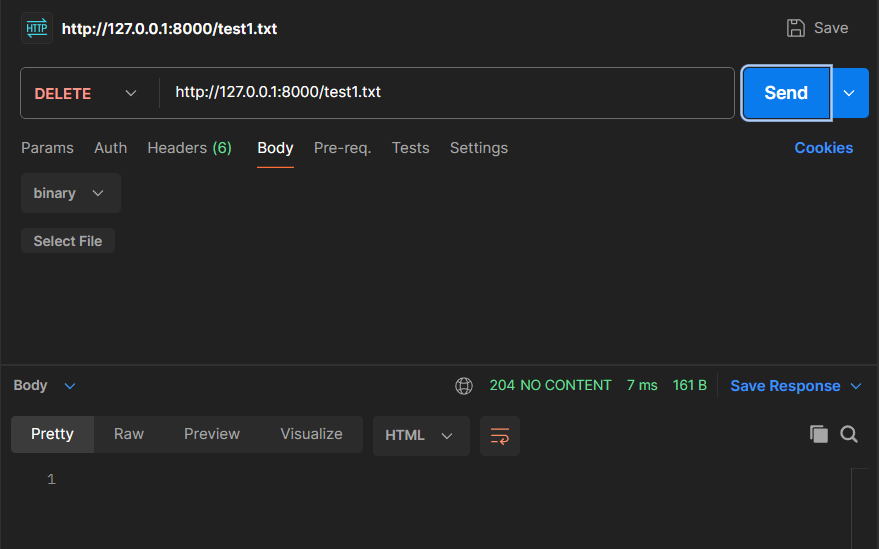 HTTP http://127.0.0.1:8000/test1.txt Save
DELETE http://127.0.0.1:8000/test1.txt Send
Params Auth Headers (6) Body Pre-req. Tests Settings Cookies
binary
Select File
Body 204 NO CONTENT 7 ms 161 B Save Response
Pretty Raw Preview Visualize HTML
1